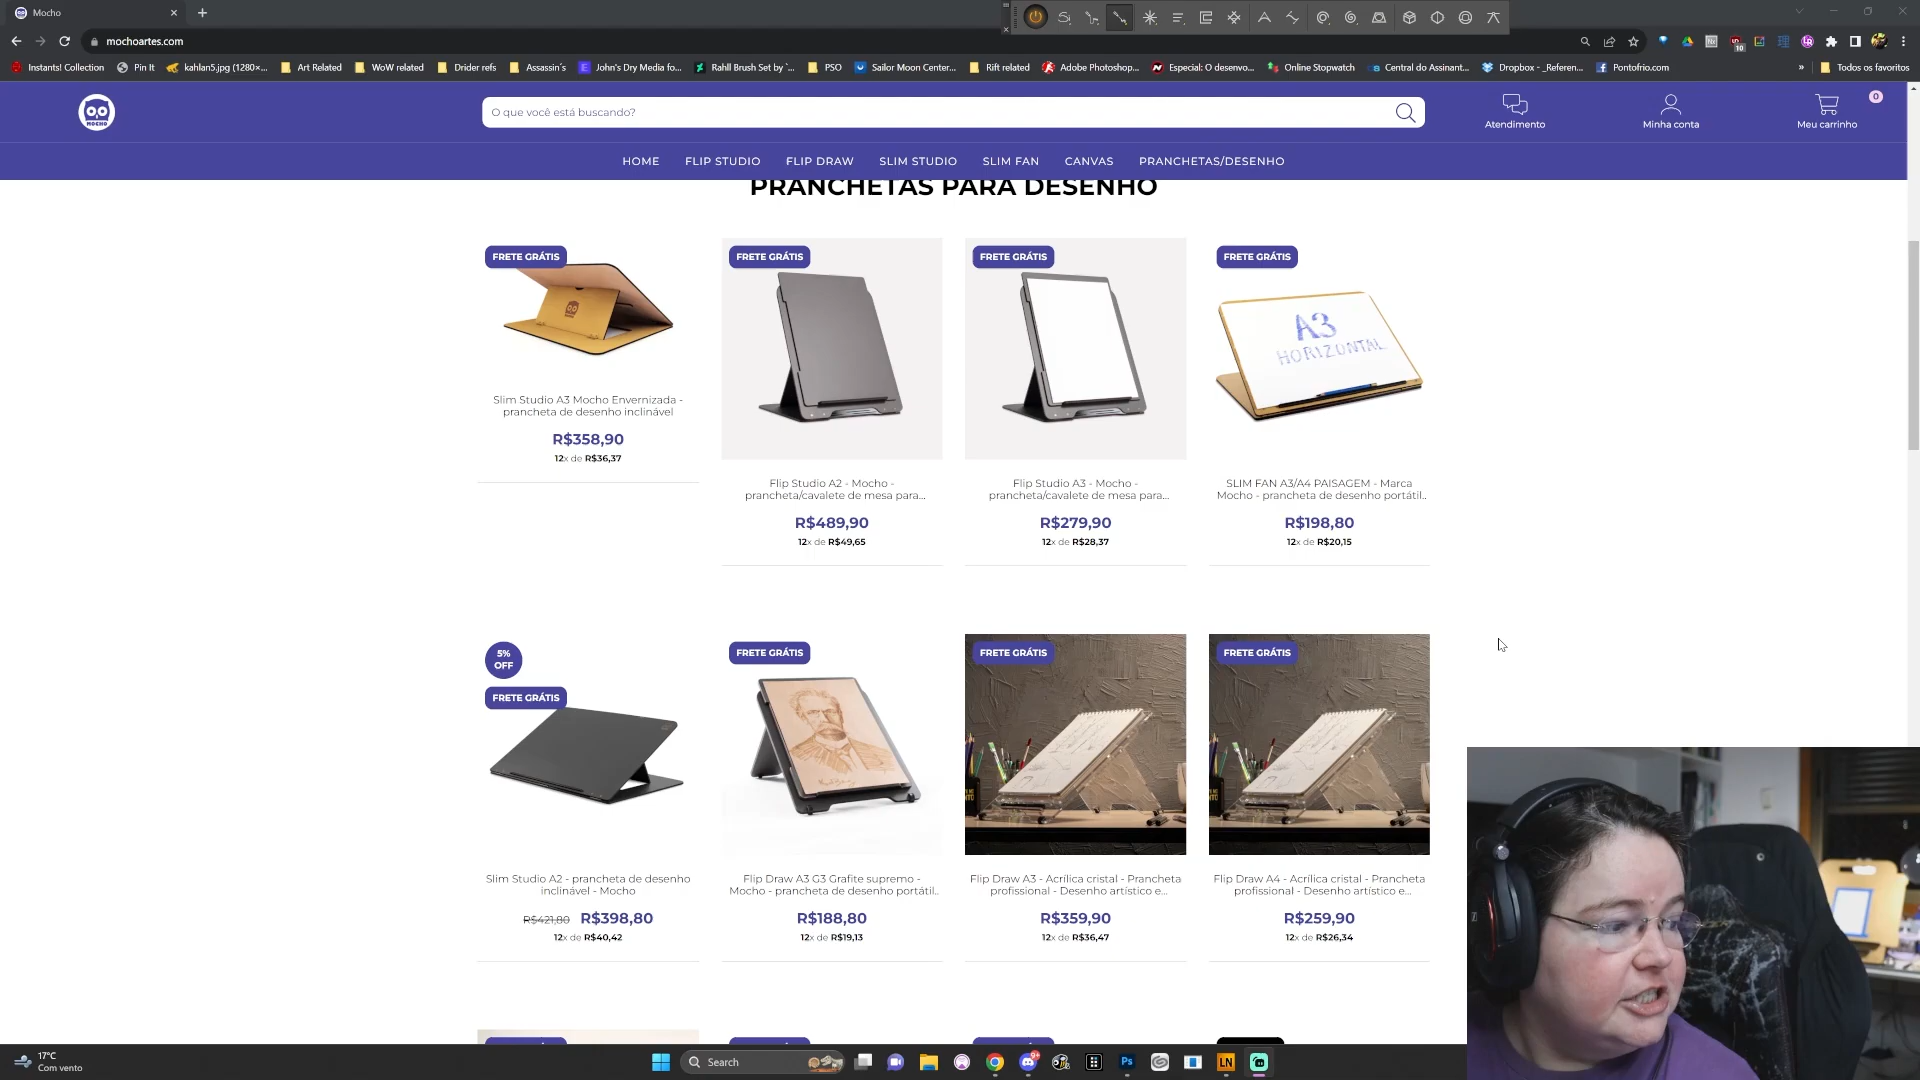 Mocho
mochoartes.com
Instants! Collection
Pin It
kahlan5.jpg (1280×...
Art Related
WoW related
Drider refs
Assassin´s
John's Dry Media fo...
Rahll Brush Set by `...
PSO
Sailor Moon Center...
Rift related
Adobe Photoshop...
Especial: O desenvo...
Online Stopwatch
Central do Assinant...
Dropbox - _Referen...
Pontofrio.com
»
Todos os favoritos
MOCHO
O que você está buscando?
Atendimento
Minha conta
0
Meu carrinho
HOME
FLIP STUDIO
FLIP DRAW
SLIM STUDIO
SLIM FAN
CANVAS
PRANCHETAS/DESENHO
PRANCHETAS PARA DESENHO
FRETE GRÁTIS
FRETE GRÁTIS
FRETE GRÁTIS
FRETE GRÁTIS
A3
HORIZONTAL
Slim Studio A3 Mocho Envernizada -
prancheta de desenho inclinável
R$358,90
12x de R$36,37
Flip Studio A2 - Mocho -
prancheta/cavalete de mesa para...
R$489,90
12x de R$49,65
Flip Studio A3 - Mocho -
prancheta/cavalete de mesa para...
R$279,90
12x de R$28,37
SLIM FAN A3/A4 PAISAGEM - Marca
Mocho - prancheta de desenho portátil..
R$198,80
12x de R$20,15
5%
OFF
FRETE GRÁTIS
FRETE GRÁTIS
FRETE GRÁTIS
FRETE GRÁTIS
Slim Studio A2 - prancheta de desenho
inclinável - Mocho
R$421,80 R$398,80
12x de R$40,42
Flip Draw A3 G3 Grafite supremo -
Mocho - prancheta de desenho portátil..
R$188,80
12x de R$19,13
Flip Draw A3 - Acrílica cristal - Prancheta
profissional - Desenho artístico e...
R$359,90
12x de R$36,47
Flip Draw A4 - Acrílica cristal - Prancheta
profissional - Desenho artístico e...
R$259,90
12x de R$26,34
17°C
Com vento
Search
Ps
LN